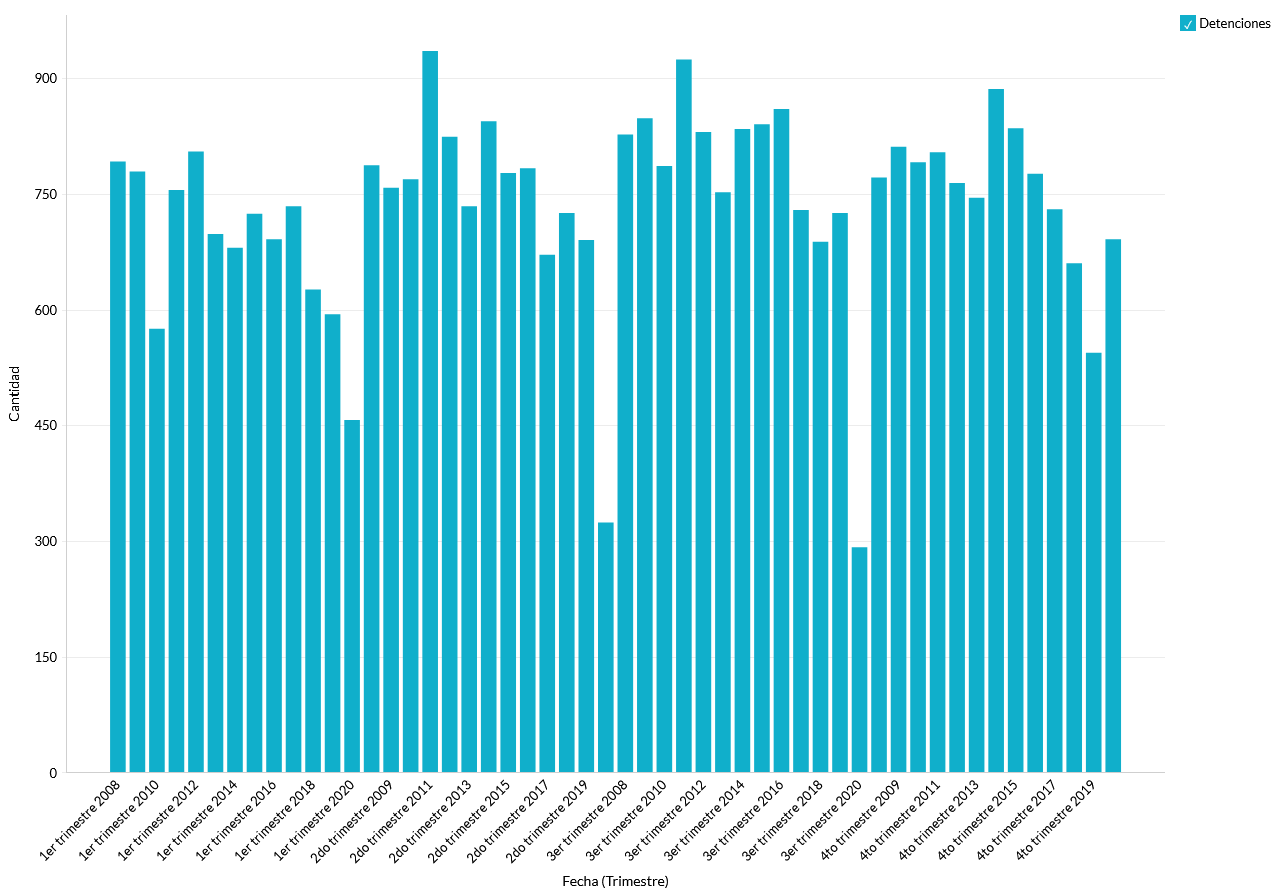 Detenciones
900
750
600
450
300
150
0
Cantidad
1er trimestre 2008
1er trimestre 2010
1er trimestre 2012
1er trimestre 2014
1er trimestre 2016
1er trimestre 2018
1er trimestre 2020
2do trimestre 2009
2do trimestre 2011
2do trimestre 2013
2do trimestre 2015
2do trimestre 2017
2do trimestre 2019
3er trimestre 2008
3er trimestre 2010
3er trimestre 2012
3er trimestre 2014
3er trimestre 2016
3er trimestre 2018
3er trimestre 2020
4to trimestre 2009
4to trimestre 2011
4to trimestre 2013
4to trimestre 2015
4to trimestre 2017
4to trimestre 2019
Fecha (Trimestre)